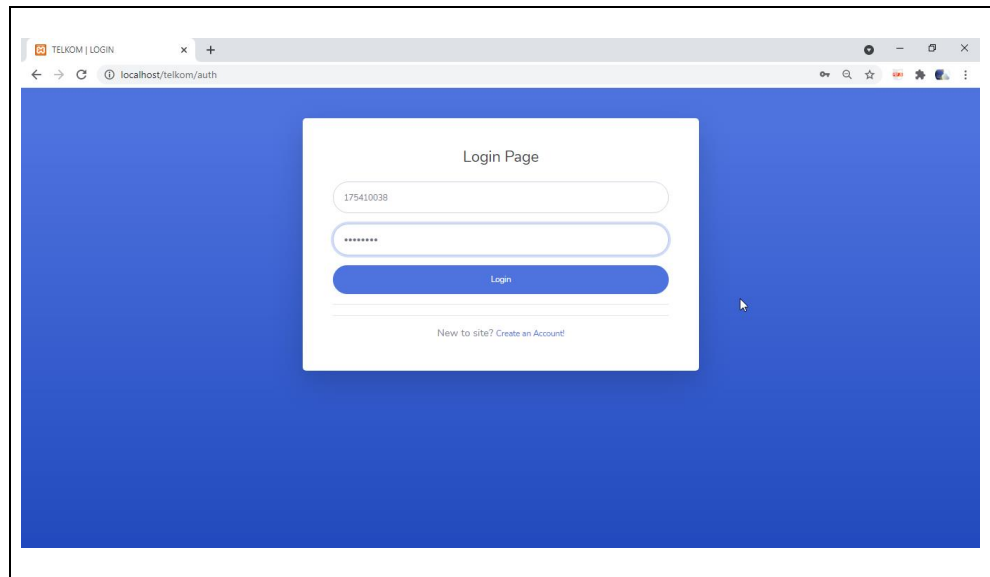 TELKOM | LOGIN
localhost/telkom/auth
Login Page
175410038
••••••••
Login
New to site? Create an Account!